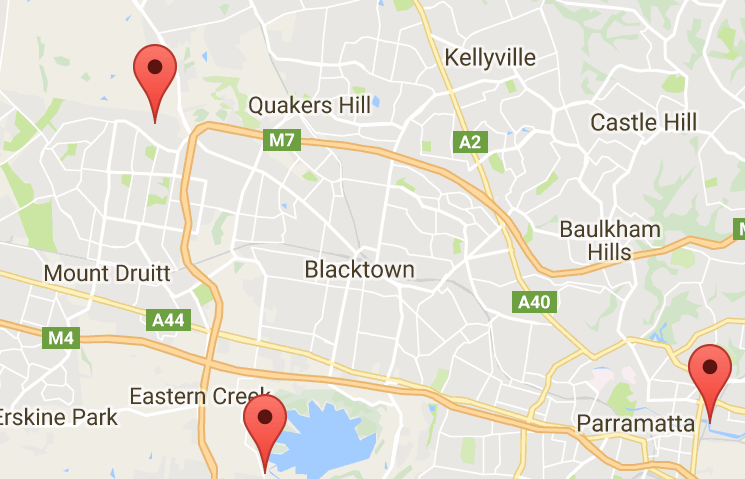 Kellyville
Quakers Hill
Castle Hill
M7
A2
Baulkham
Hills
M
Mount Druitt
Blacktown
A40
A44
M4
Eastern Creek
Erskine Park
Parramatta